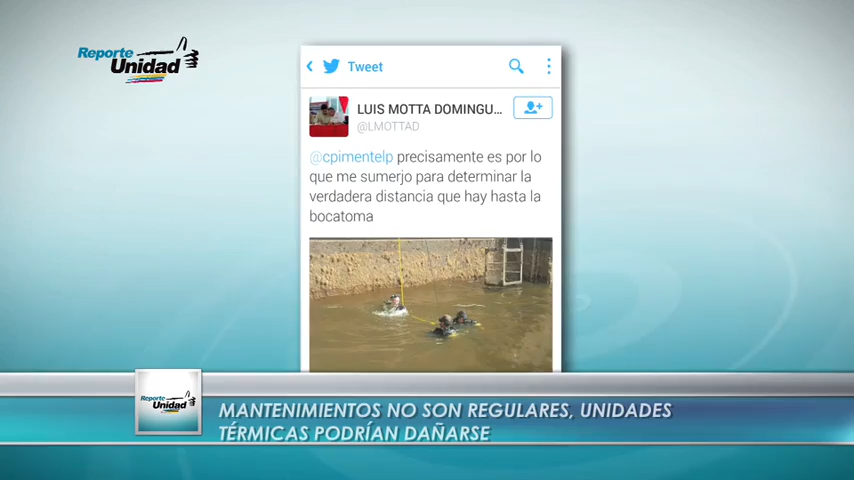 Reporte
Unidad
Tweet
LUIS MOTTA DOMINGU...
@LMOTTAD
@cpimentelp precisamente es por lo
que me sumerjo para determinar la
verdadera distancia que hay hasta la
bocatoma
Reporte
Unidad
MANTENIMIENTOS NO SON REGULARES, UNIDADES
TÉRMICAS PODRÍAN DAÑARSE